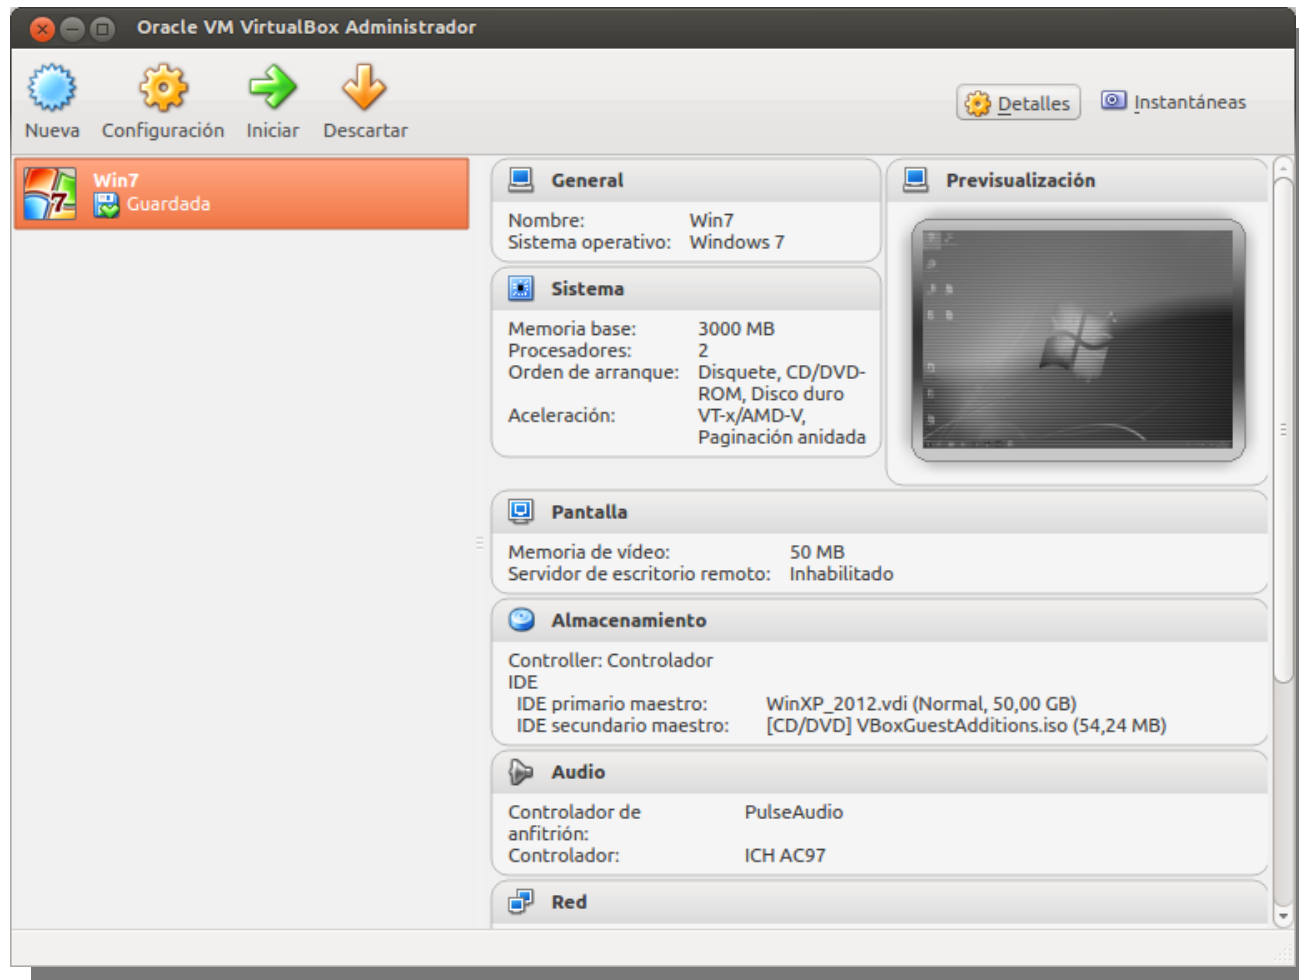 Oracle VM VirtualBox Administrador
Nueva Configuración Iniciar Descartar
Detalles Instantáneas
Win7
Guardada
General
Nombre: Win7
Sistema operativo: Windows 7
Previsualización
Sistema
Memoria base: 3000 MB
Procesadores: 2
Orden de arranque: Disquete, CD/DVD-
ROM, Disco duro
Aceleración: VT-x/AMD-V,
Paginación anidada
Pantalla
Memoria de vídeo: 50 MB
Servidor de escritorio remoto: Inhabilitado
Almacenamiento
Controller: Controlador
IDE
IDE primario maestro: WinXP_2012.vdi (Normal, 50,00 GB)
IDE secundario maestro: [CD/DVD] VBoxGuestAdditions.iso (54,24 MB)
Audio
Controlador de PulseAudio
anfitrión:
Controlador: ICH AC97
Red